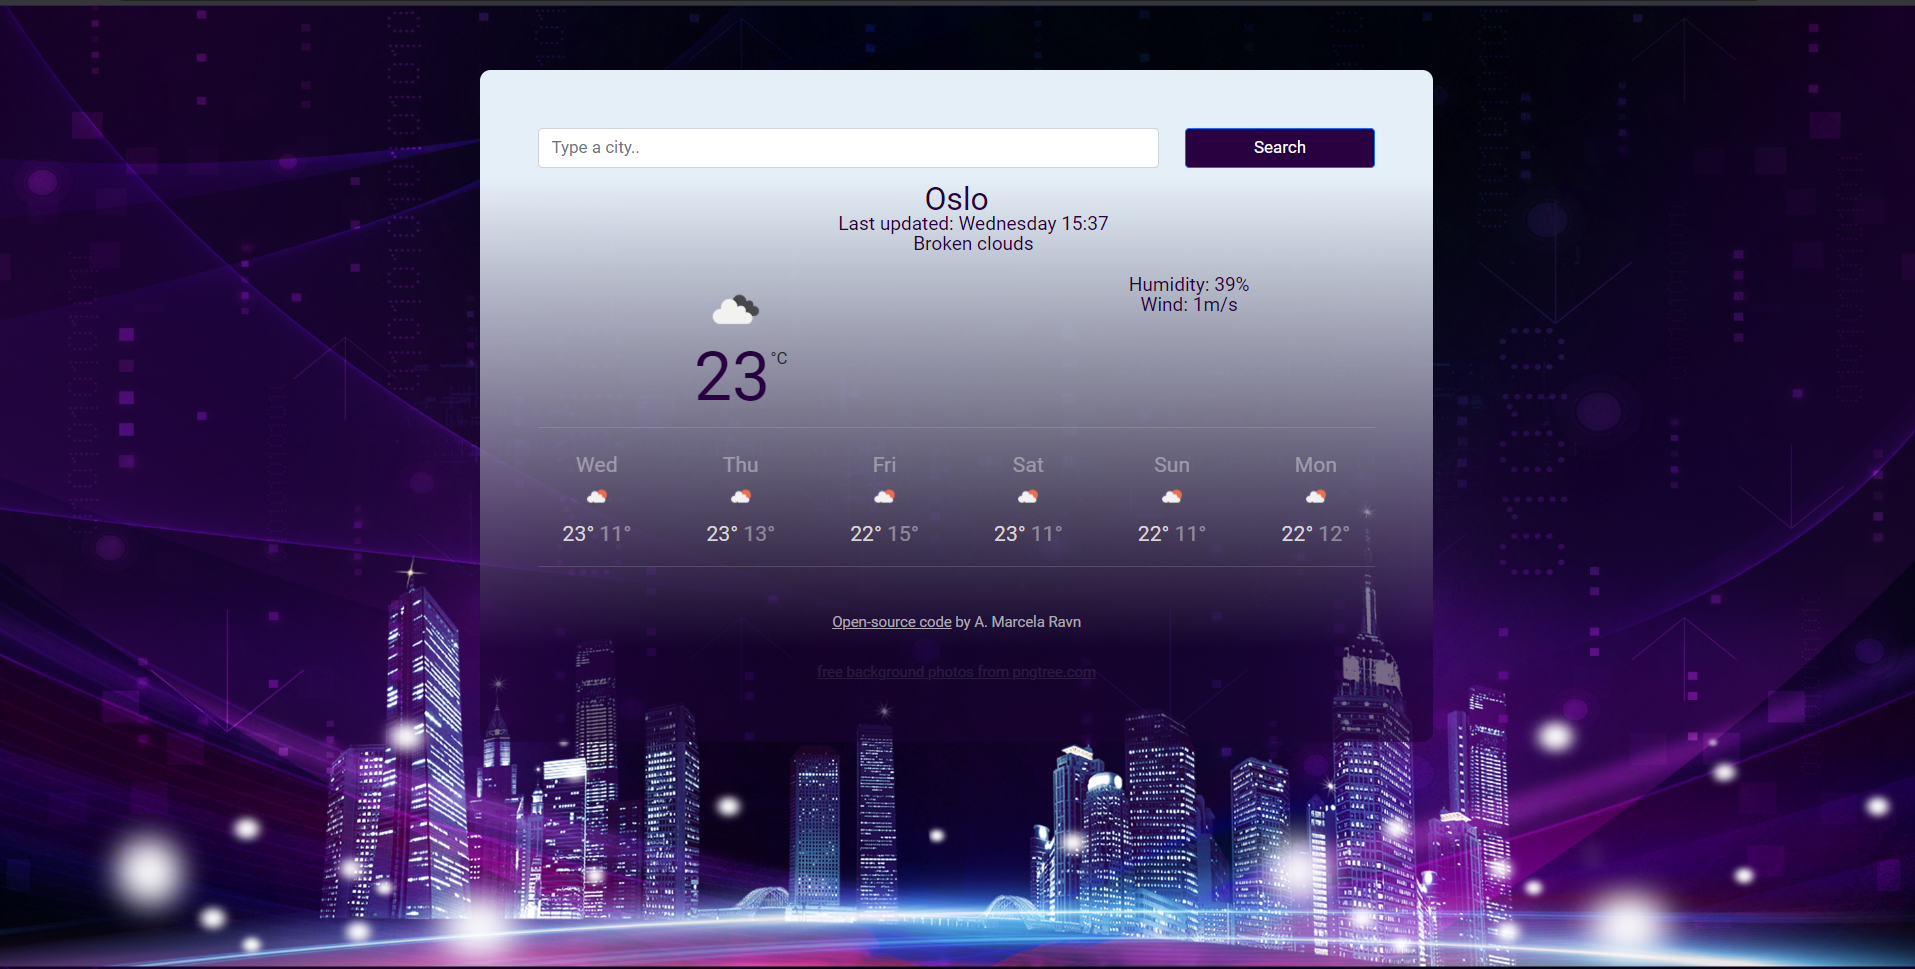 Type a city..
Search
Oslo
Last updated: Wednesday 15:37
Broken clouds
Humidity: 39%
Wind: 1m/s
23 °C
Wed Thu Fri Sat Sun Mon
23° 11° 23° 13° 22° 15° 23° 11° 22° 11° 22° 12°
Open-source code by A. Marcela Ravn
free background photos from pngtree.com